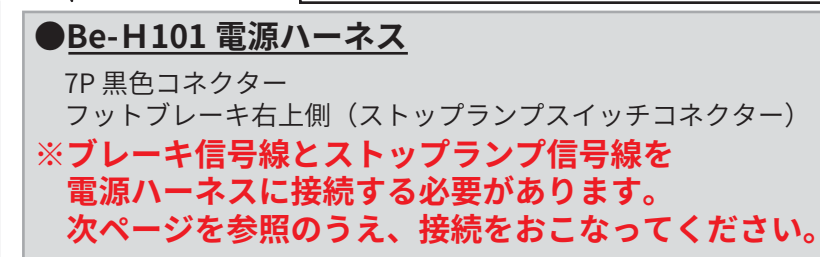 ●Be-H101 電源ハーネス
7P 黒色コネクター
フットブレーキ右上側（ストップランプスイッチコネクター）
※ブレーキ信号線とストップランプ信号線を
電源ハーネスに接続する必要があります。
次ページを参照のうえ、接続をおこなってください。